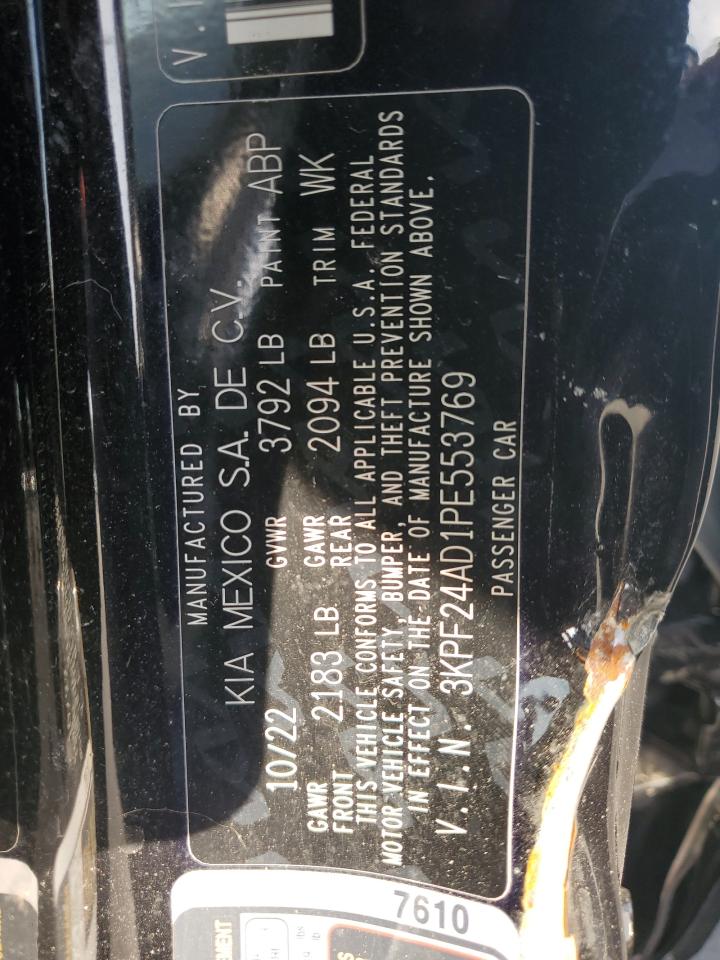 V.I
MANUFACTURED BY
KIA MEXICO S.A. DE C.V.
10/22 GVWR 3792 LB PAINT ABP
GAWR FRONT 2183 LB GAWR REAR 2094 LB TRIM WK
THIS VEHICLE CONFORMS TO ALL APPLICABLE U.S.A. FEDERAL
MOTOR VEHICLE SAFETY, BUMPER, AND THEFT PREVENTION STANDARDS
IN EFFECT ON THE DATE OF MANUFACTURE SHOWN ABOVE.
V.I.N. 3KPF24AD1PE553769
PASSENGER CAR
7610